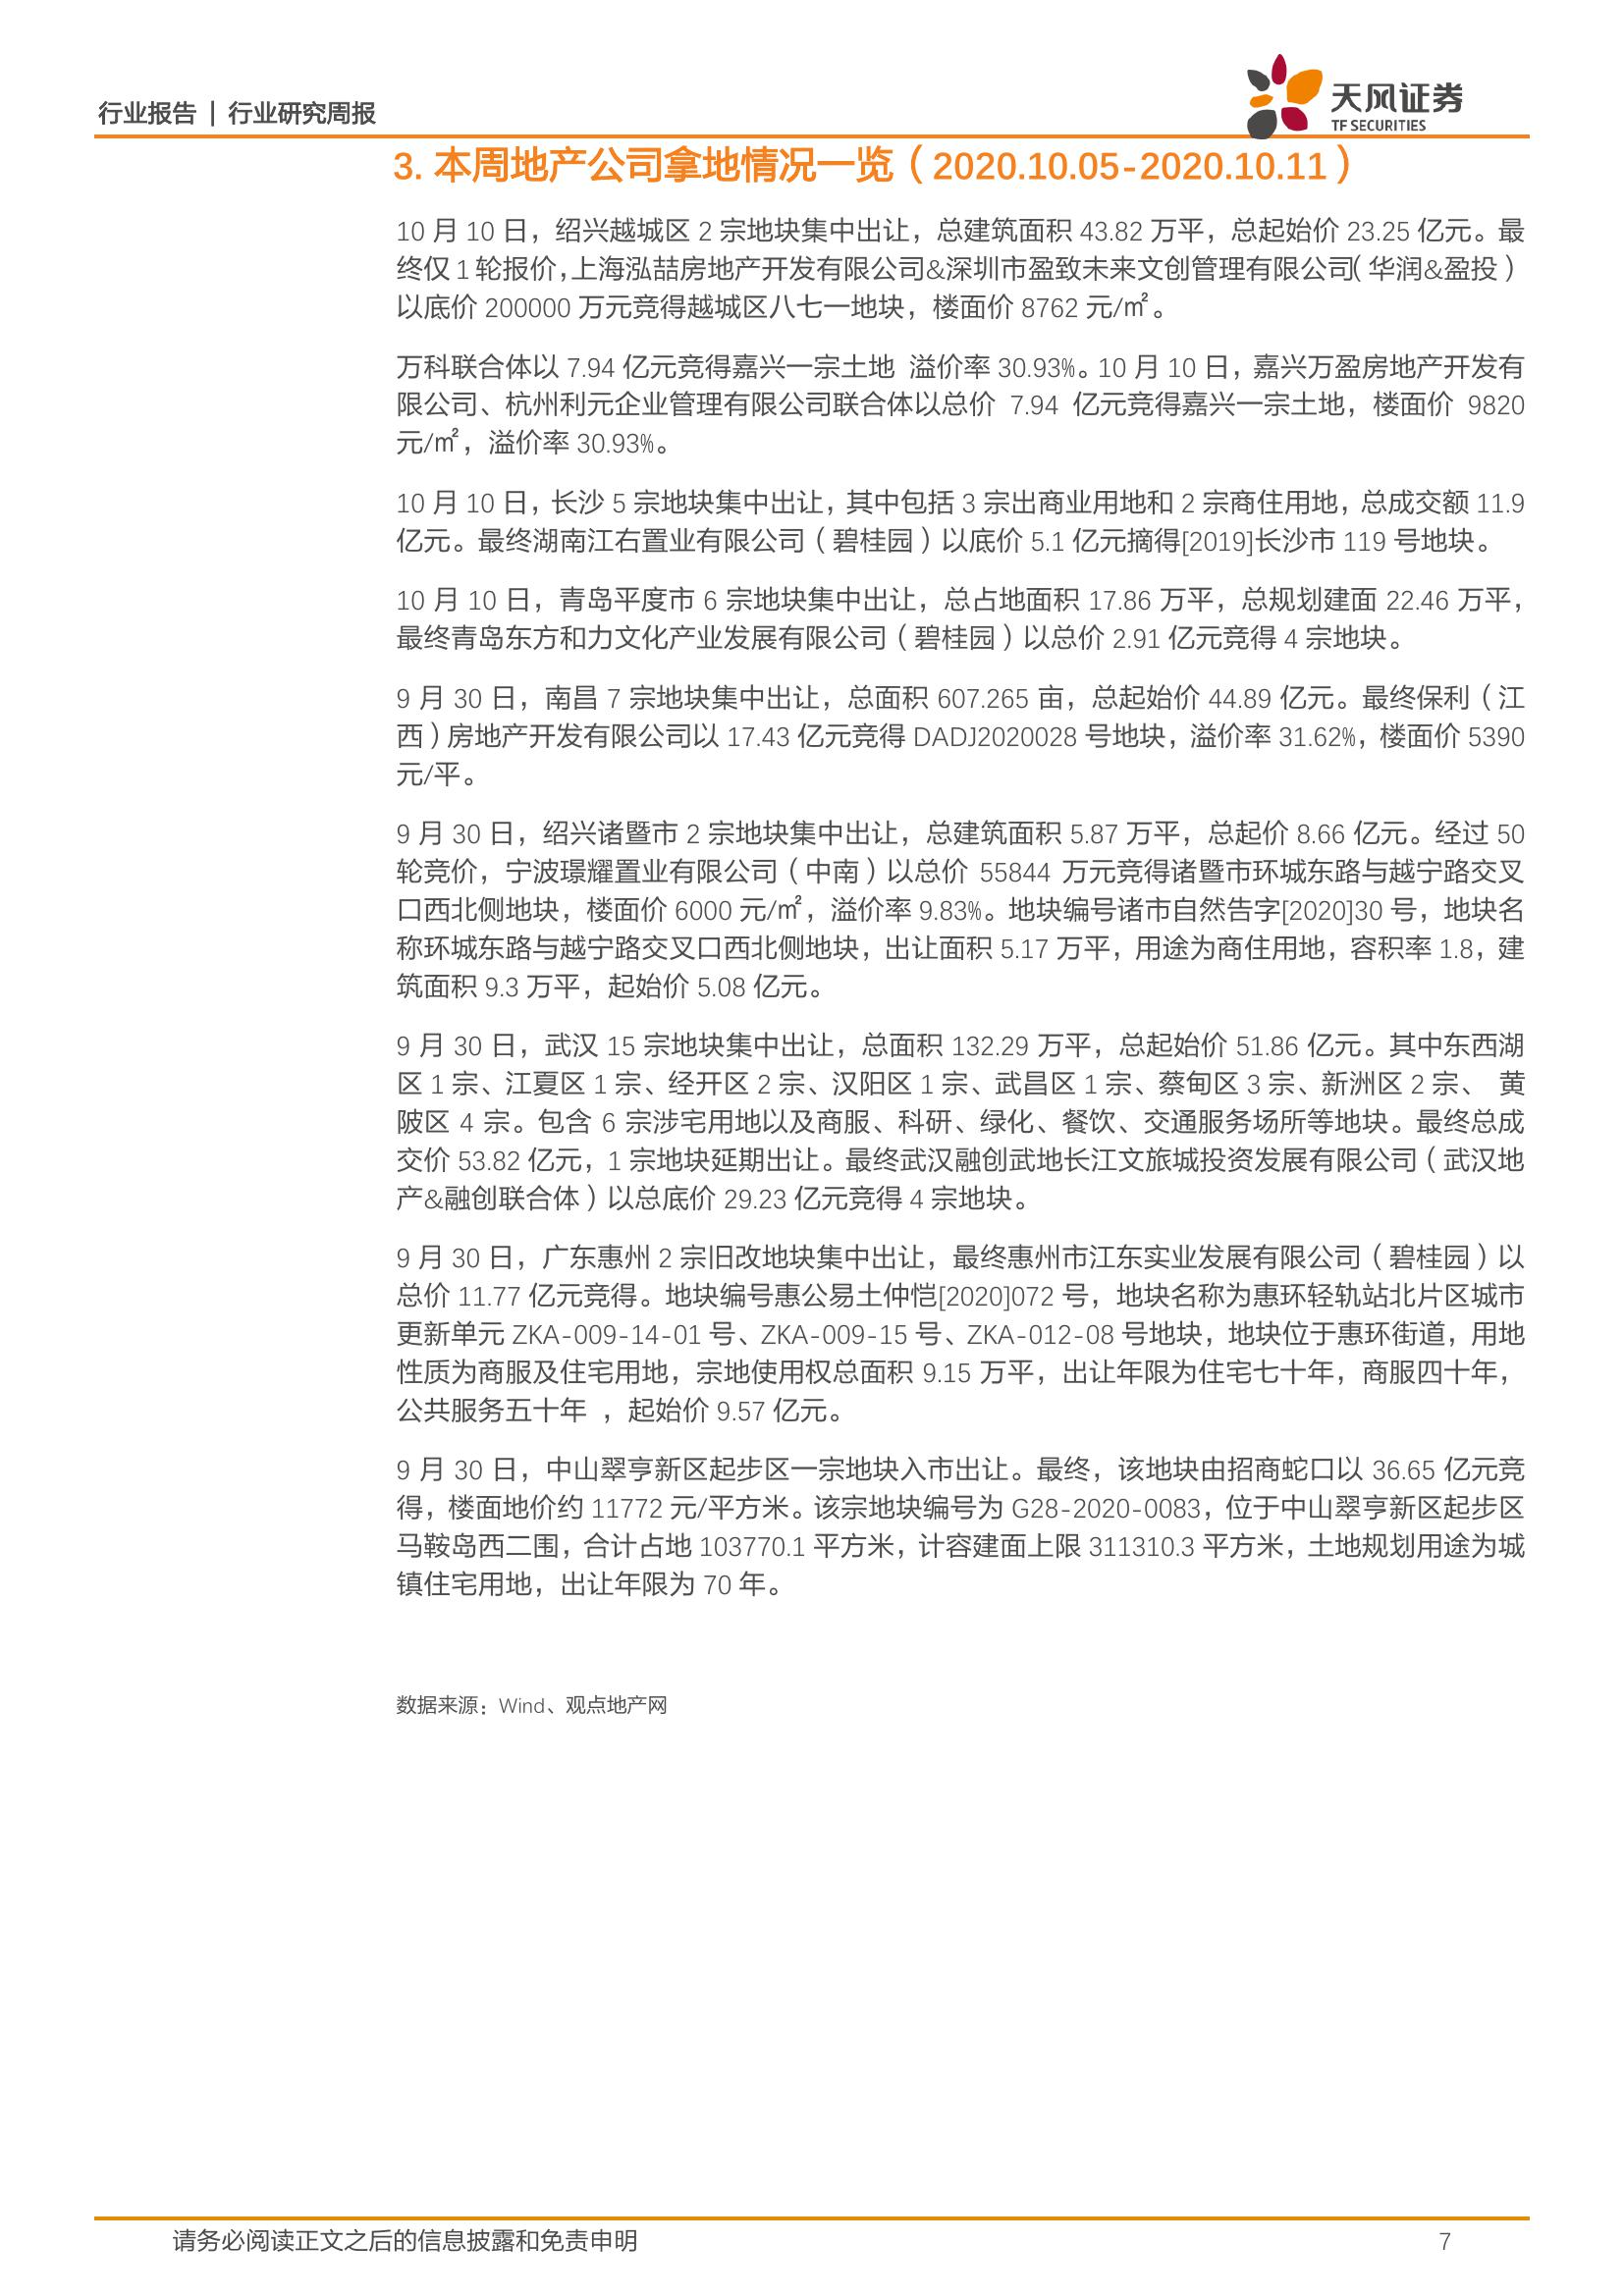 行业报告 | 行业研究周报
天风证券
TF SECURITIES
3. 本周地产公司拿地情况一览（2020.10.05-2020.10.11）
10 月 10 日，绍兴越城区 2 宗地块集中出让，总建筑面积 43.82 万平，总起始价 23.25 亿元。最
终仅 1 轮报价，上海泓喆房地产开发有限公司&深圳市盈致未来文创管理有限公司（华润&盈投）
以底价 200000 万元竞得越城区八七一地块，楼面价 8762 元/㎡。
万科联合体以 7.94 亿元竞得嘉兴一宗土地 溢价率 30.93%。10 月 10 日，嘉兴万盈房地产开发有
限公司、杭州利元企业管理有限公司联合体以总价 7.94 亿元竞得嘉兴一宗土地，楼面价 9820
元/㎡，溢价率 30.93%。
10 月 10 日，长沙 5 宗地块集中出让，其中包括 3 宗出商业用地和 2 宗商住用地，总成交额 11.9
亿元。最终湖南江右置业有限公司（碧桂园）以底价 5.1 亿元摘得[2019]长沙市 119 号地块。
10 月 10 日，青岛平度市 6 宗地块集中出让，总占地面积 17.86 万平，总规划建面 22.46 万平，
最终青岛东方和力文化产业发展有限公司（碧桂园）以总价 2.91 亿元竞得 4 宗地块。
9 月 30 日，南昌 7 宗地块集中出让，总面积 607.265 亩，总起始价 44.89 亿元。最终保利（江
西）房地产开发有限公司以 17.43 亿元竞得 DADJ2020028 号地块，溢价率 31.62%，楼面价 5390
元/平。
9 月 30 日，绍兴诸暨市 2 宗地块集中出让，总建筑面积 5.87 万平，总起价 8.66 亿元。经过 50
轮竞价，宁波璟耀置业有限公司（中南）以总价 55844 万元竞得诸暨市环城东路与越宁路交叉
口西北侧地块，楼面价 6000 元/㎡，溢价率 9.83%。地块编号诸市自然告字[2020]30 号，地块名
称环城东路与越宁路交叉口西北侧地块，出让面积 5.17 万平，用途为商住用地，容积率 1.8，建
筑面积 9.3 万平，起始价 5.08 亿元。
9 月 30 日，武汉 15 宗地块集中出让，总面积 132.29 万平，总起始价 51.86 亿元。其中东西湖
区 1 宗、江夏区 1 宗、经开区 2 宗、汉阳区 1 宗、武昌区 1 宗、蔡甸区 3 宗、新洲区 2 宗、 黄
陂区 4 宗。包含 6 宗涉宅用地以及商服、科研、绿化、餐饮、交通服务场所等地块。最终总成
交价 53.82 亿元，1 宗地块延期出让。最终武汉融创武地长江文旅城投资发展有限公司（武汉地
产&融创联合体）以总底价 29.23 亿元竞得 4 宗地块。
9 月 30 日，广东惠州 2 宗旧改地块集中出让，最终惠州市江东实业发展有限公司（碧桂园）以
总价 11.77 亿元竞得。地块编号惠公易土仲恺[2020]072 号，地块名称为惠环轻轨站北片区城市
更新单元 ZKA-009-14-01 号、ZKA-009-15 号、ZKA-012-08 号地块，地块位于惠环街道，用地
性质为商服及住宅用地，宗地使用权总面积 9.15 万平，出让年限为住宅七十年，商服四十年，
公共服务五十年 ，起始价 9.57 亿元。
9 月 30 日，中山翠亨新区起步区一宗地块入市出让。最终，该地块由招商蛇口以 36.65 亿元竞
得，楼面地价约 11772 元/平方米。该宗地块编号为 G28-2020-0083，位于中山翠亨新区起步区
马鞍岛西二围，合计占地 103770.1 平方米，计容建面上限 311310.3 平方米，土地规划用途为城
镇住宅用地，出让年限为 70 年。
数据来源：Wind、观点地产网
请务必阅读正文之后的信息披露和免责申明
7